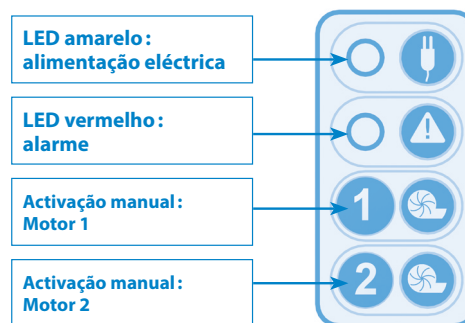 LED amarelo:
alimentação eléctrica
LED vermelho:
alarme
Activação manual:
Motor 1
1
Activação manual:
Motor 2
2